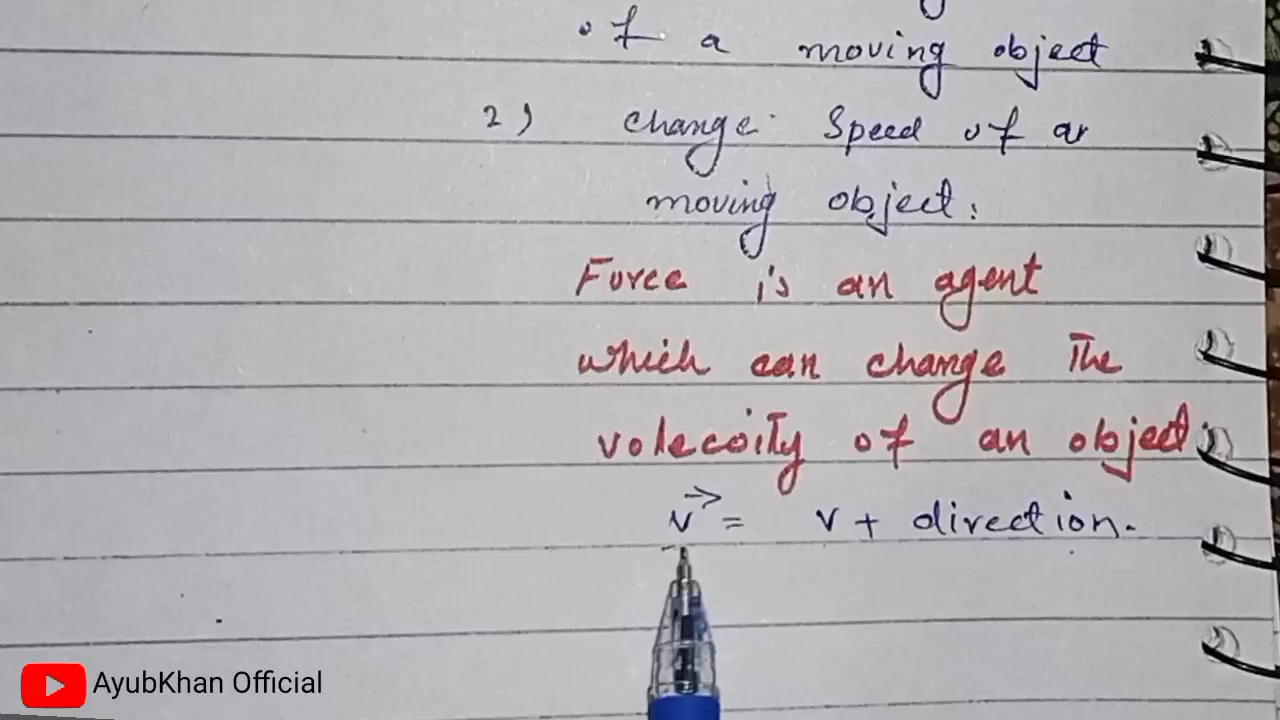 of a moving object
2) change Speed of a
moving object.
Force is an agent
which can change The
volecoity of an object.
v⃗ = v + direction.
AyubKhan Official